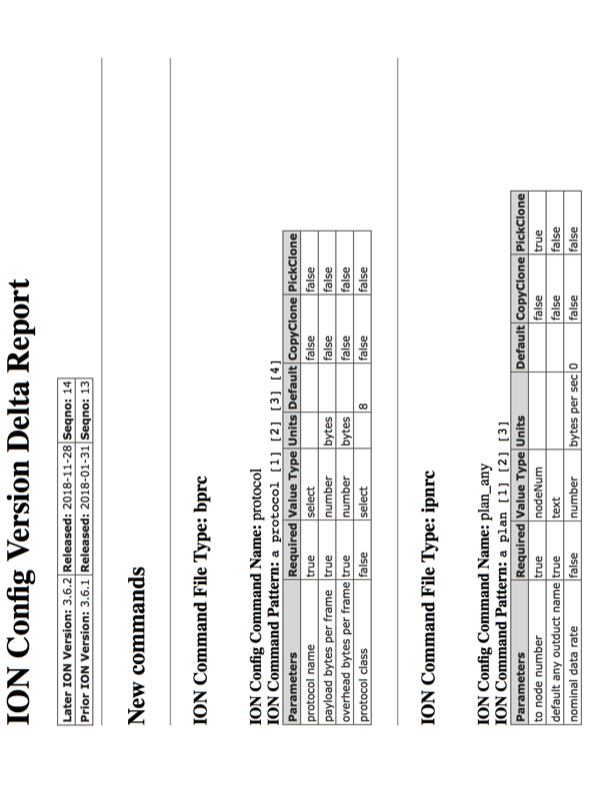 ION Config Version Delta Report
Later ION Version: 3.6.2 Released: 2018-11-28 Seqno: 14
Prior ION Version: 3.6.1 Released: 2018-01-31 Seqno: 13
New commands
ION Command File Type: bprc
ION Config Command Name: protocol
ION Command Pattern: a protocol [1] [2] [3] [4]
Parameters Required Value Type Units Default CopyClone PickClone
protocol name true select false false
payload bytes per frame true number bytes false false
overhead bytes per frame true number bytes false false
protocol class false select 8 false false
ION Command File Type: ipnrc
ION Config Command Name: plan_any
ION Command Pattern: a plan [1] [2] [3]
Parameters Required Value Type Units Default CopyClone PickClone
to node number true nodeNum false true
default any outduct name true text false false
nominal data rate false number bytes per sec 0 false false